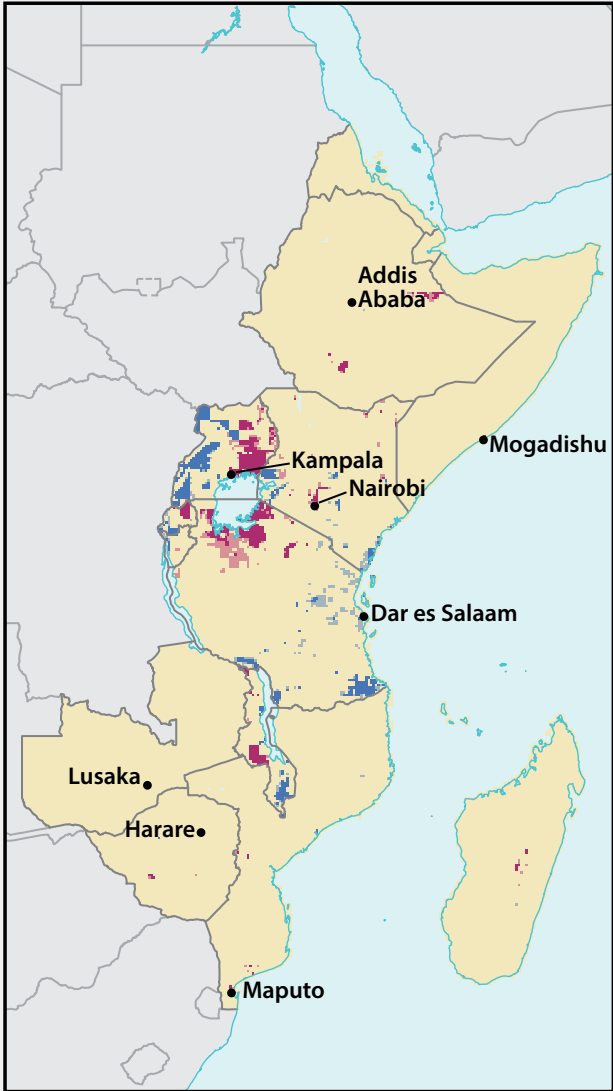 Addis
Ababa
Mogadishu
Kampala
Nairobi
Dar es Salaam
Lusaka
Harare
Maputo